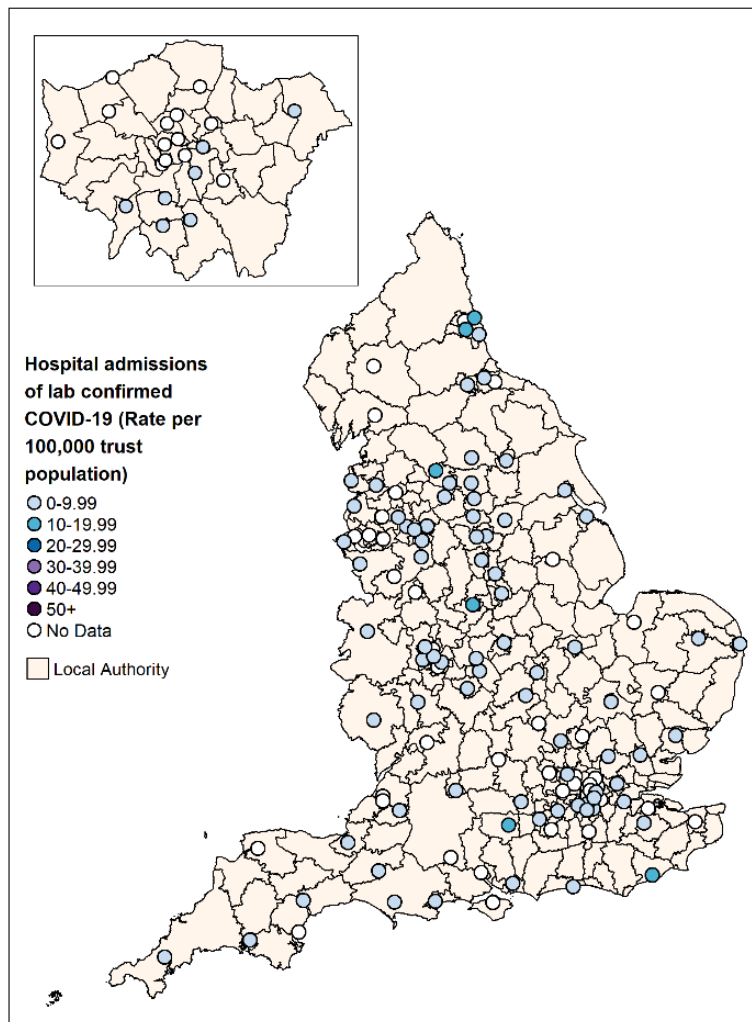 Hospital admissions
of lab confirmed
COVID-19 (Rate per
100,000 trust
population)
0-9.99
10-19.99
20-29.99
30-39.99
40-49.99
50+
No Data
Local Authority